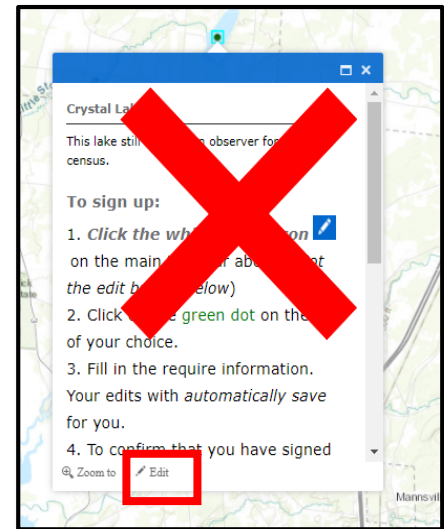 Crystal
This lake still observer for
census.
To sign up:
1. Click the
on the main
the edit
2. Click green dot on the
of your choice.
3. Fill in the require information.
Your edits with automatically save
for you.
4. To confirm that you have signed
Zoom to Edit
Mannsvil